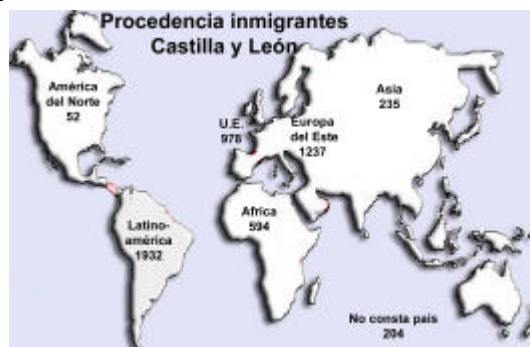 Procedencia inmigrantes
Castilla y León
América
del Norte
52
Asia
235
U.E.
978
Europa
del Este
1237
Africa
594
Latino-
américa
1932
No consta país
204